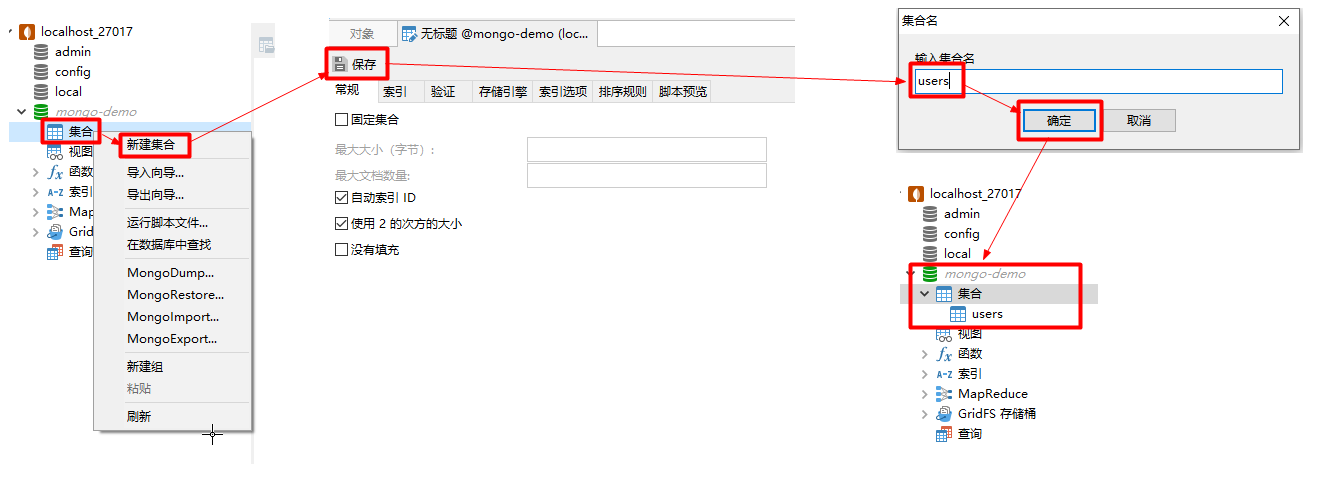 localhost_27017
admin
config
local
mongo-demo
集合
视图
函数
索引
Map
Grid
查询
新建集合
导入向导...
导出向导...
运行脚本文件...
在数据库中查找
MongoDump...
MongoRestore...
MongoImport...
MongoExport...
新建组
粘贴
刷新
对象
无标题 @mongo-demo (loc...
保存
常规 索引 验证 存储引擎 索引选项 排序规则 脚本预览
固定集合
最大大小（字节）:
最大文档数量:
自动索引 ID
使用 2 的次方的大小
没有填充
集合名
输入集合名
users
确定 取消
localhost_27017
admin
config
local
mongo-demo
集合
users
视图
函数
索引
MapReduce
GridFS 存储桶
查询